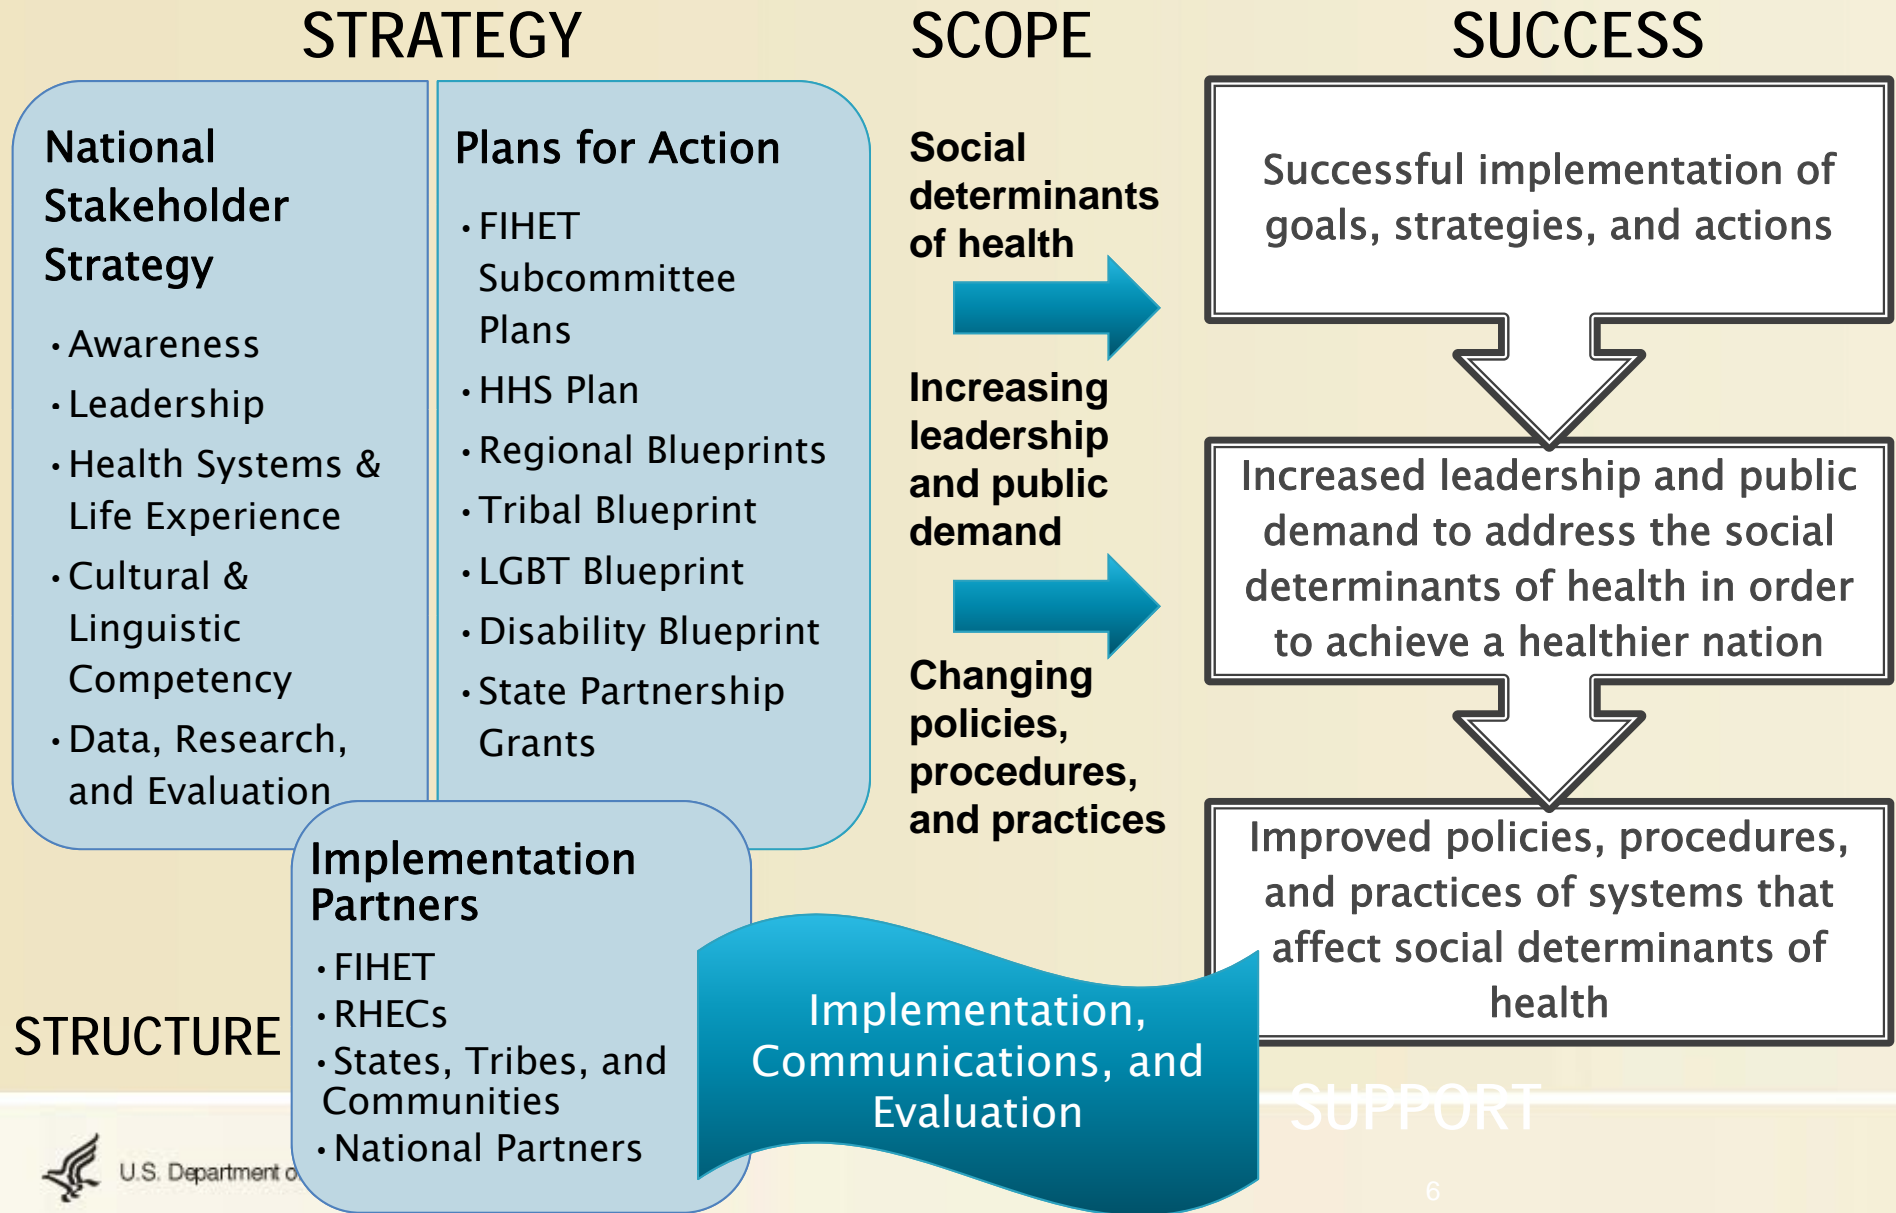 STRATEGY
National
Stakeholder
Strategy
· Awareness
· Leadership
· Health Systems &
Life Experience
· Cultural &
Linguistic
Competency
· Data, Research,
and Evaluation
Plans for Action
· FIHET
Subcommittee
Plans
· HHS Plan
· Regional Blueprints
· Tribal Blueprint
· LGBT Blueprint
· Disability Blueprint
· State Partnership
Grants
SCOPE
Social
determinants
of health
Increasing
leadership
and public
demand
Changing
policies,
procedures,
and practices
SUCCESS
Successful implementation of
goals, strategies, and actions
Increased leadership and public
demand to address the social
determinants of health in order
to achieve a healthier nation
Improved policies, procedures,
and practices of systems that
affect social determinants of
health
STRUCTURE
Implementation
Partners
· FIHET
· RHECs
· States, Tribes, and
Communities
· National Partners
Implementation,
Communications, and
Evaluation
SUPPORT
U.S. Department o
6